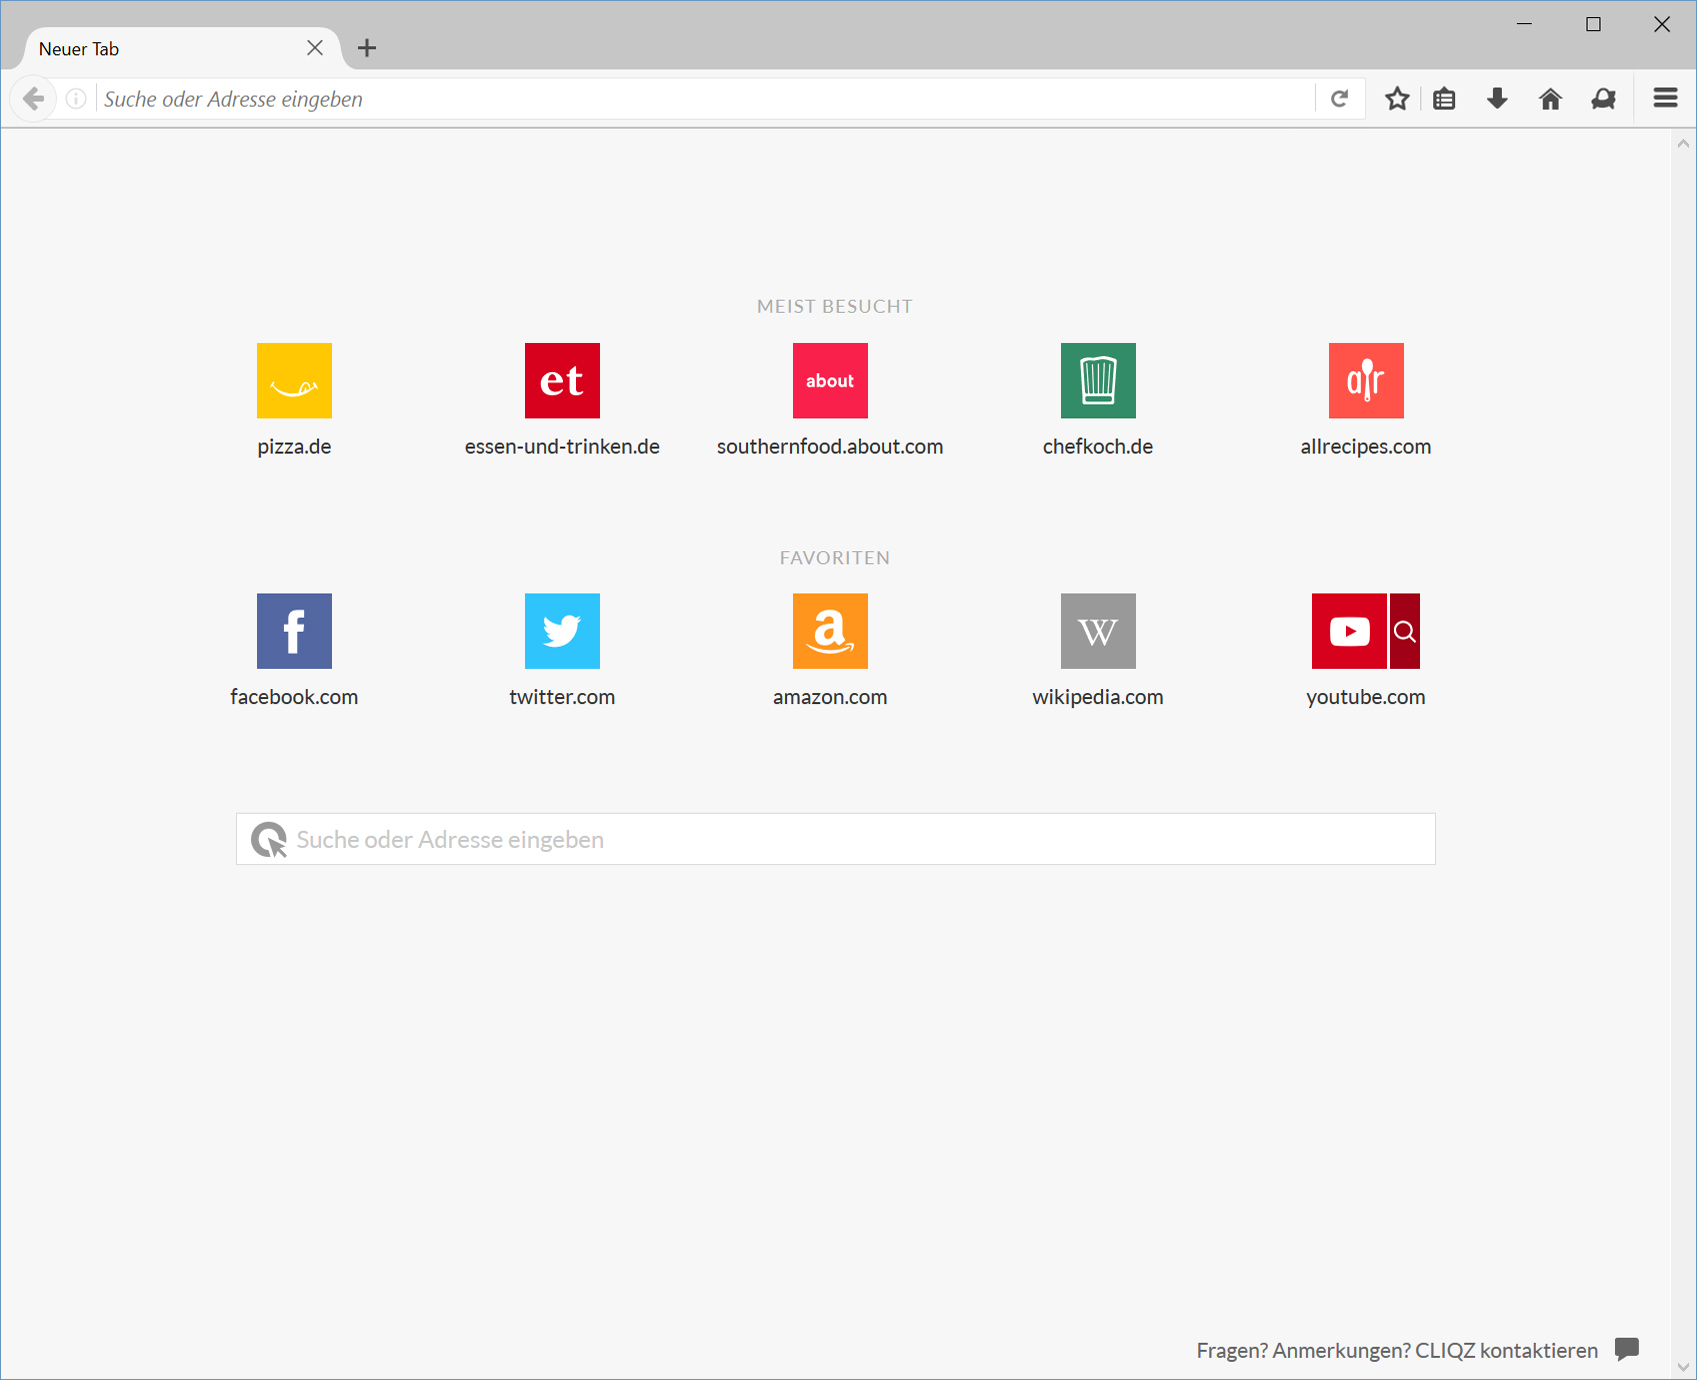 Neuer Tab
Suche oder Adresse eingeben
MEIST BESUCHT
et
about
a r
pizza.de
essen-und-trinken.de
southernfood.about.com
chefkoch.de
allrecipes.com
FAVORITEN
f
a
W
facebook.com
twitter.com
amazon.com
wikipedia.com
youtube.com
Suche oder Adresse eingeben
Fragen? Anmerkungen? CLIQZ kontaktieren